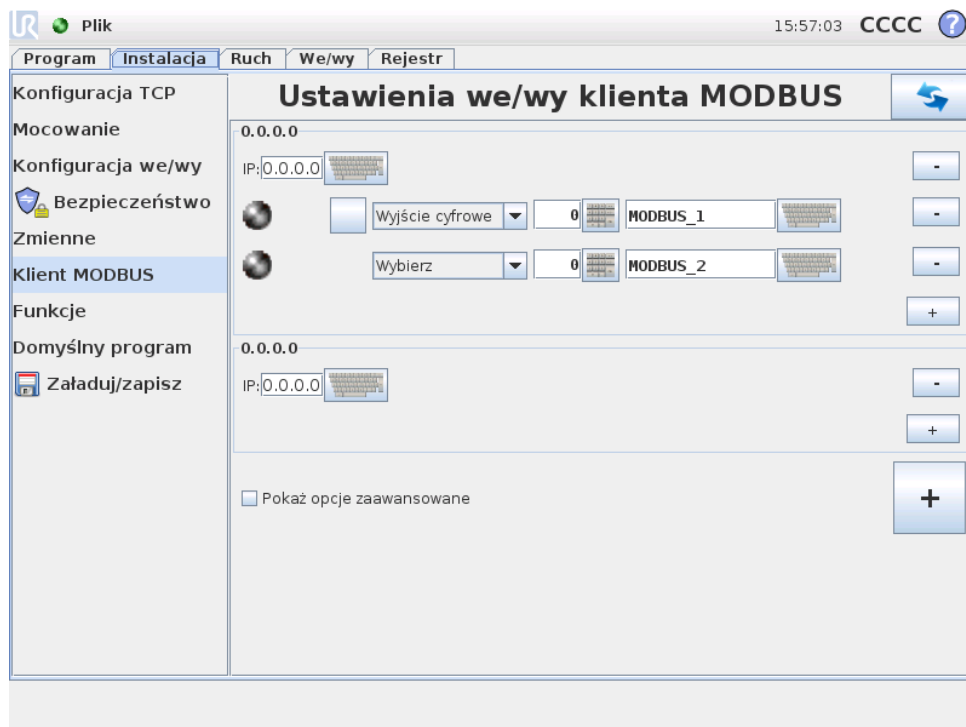 UR Plik 15:57:03 CCCC ?
Program Instalacja Ruch We/wy Rejestr
Konfiguracja TCP
Mocowanie
Konfiguracja we/wy
Bezpieczeństwo
Zmienne
Klient MODBUS
Funkcje
Domyślny program
Załaduj/zapisz
Ustawienia we/wy klienta MODBUS
0.0.0.0
IP: 0.0.0.0 -
Wyjście cyfrowe 0 MODBUS_1 -
Wybierz 0 MODBUS_2 -
+
0.0.0.0
IP: 0.0.0.0 -
+
Pokaż opcje zaawansowane +